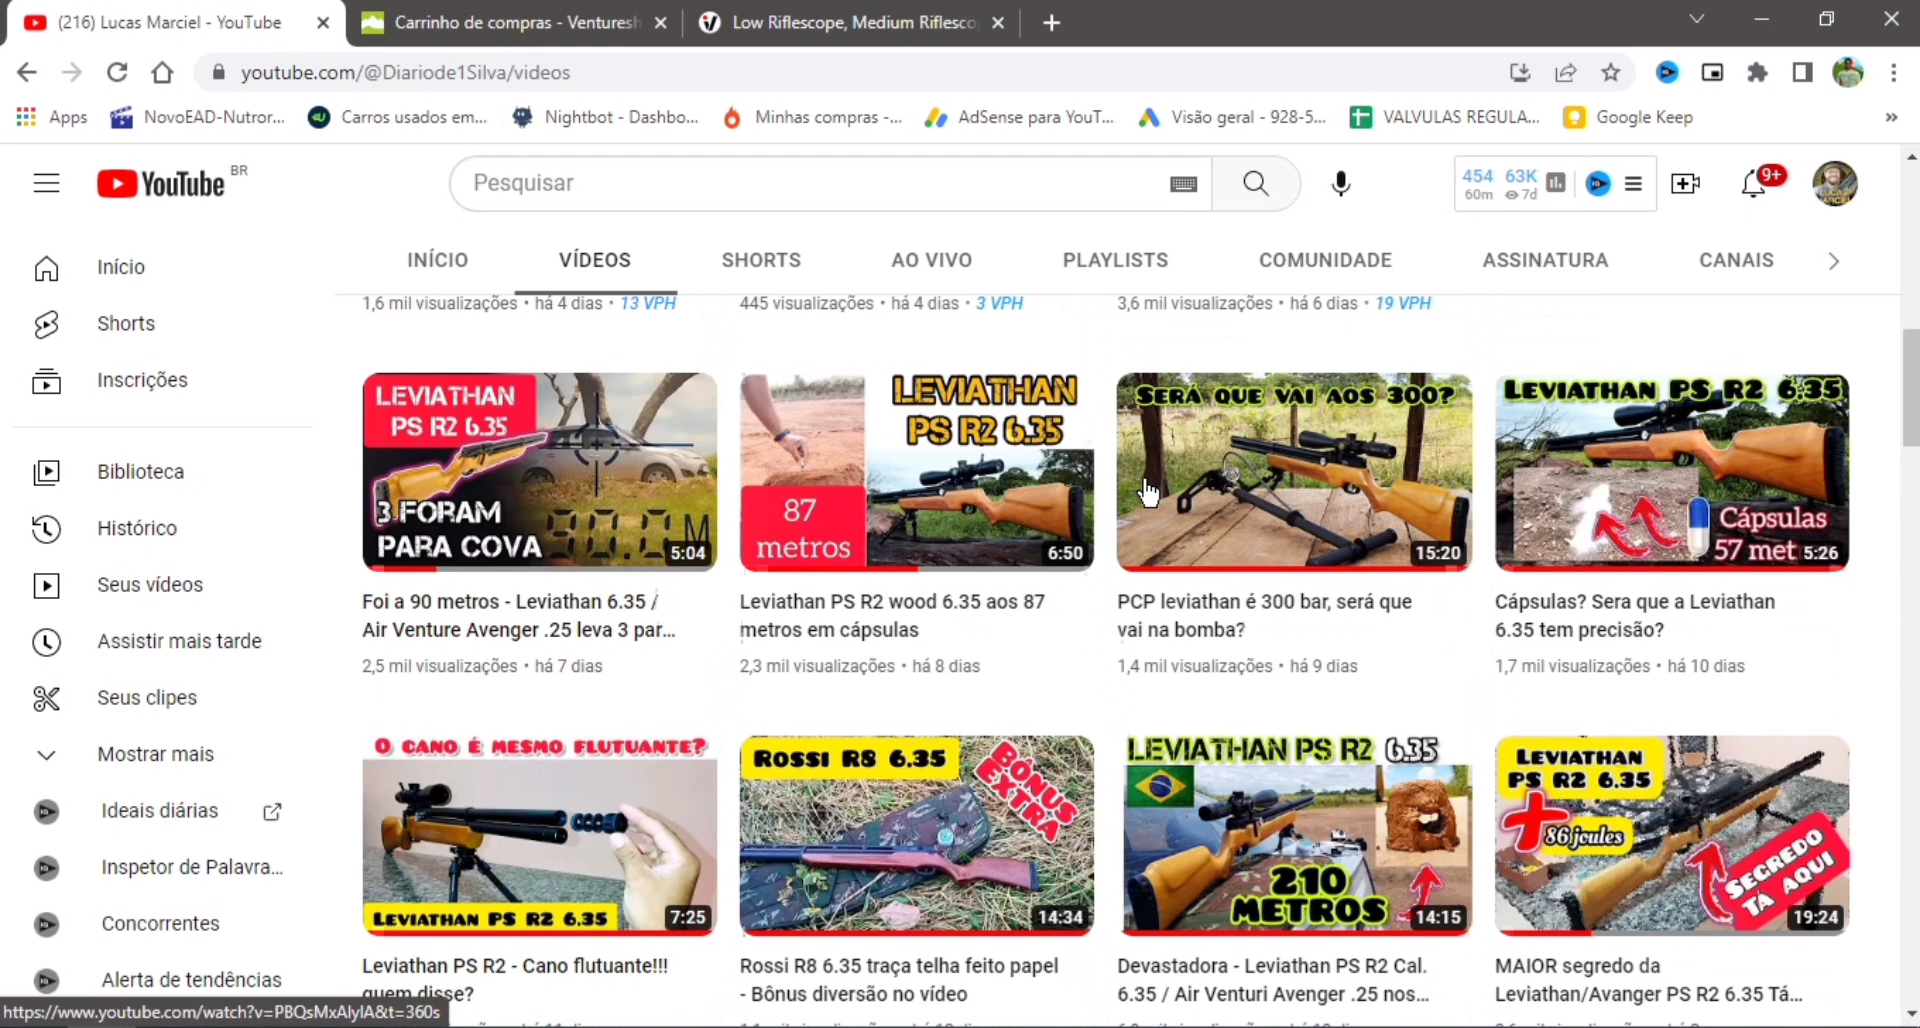 (216) Lucas Marciel - YouTube
Carrinho de compras - Venturesh
Low Riflescope, Medium Riflesco
youtube.com/@Diariode1Silva/videos
Apps
NovoEAD-Nutror...
Carros usados em...
Nightbot - Dashbo...
Minhas compras -...
AdSense para YouT...
Visão geral - 928-5...
VALVULAS REGULA...
Google Keep
»
YouTube BR
Pesquisar
454 63K
60m 7d
9+
INÍCIO VÍDEOS SHORTS AO VIVO PLAYLISTS COMUNIDADE ASSINATURA CANAIS
Início
Shorts
Inscrições
Biblioteca
Histórico
Seus vídeos
Assistir mais tarde
Seus clipes
Mostrar mais
Ideais diárias
Inspetor de Palavra...
Concorrentes
Alerta de tendências
1,6 mil visualizações • há 4 dias • 13 VPH
445 visualizações • há 4 dias • 3 VPH
3,6 mil visualizações • há 6 dias • 19 VPH
LEVIATHAN
PS R2 6.35
3 FORAM
PARA COVA
90.0M
5:04
Foi a 90 metros - Leviathan 6.35 /
Air Venture Avenger .25 leva 3 par...
2,5 mil visualizações • há 7 dias
LEVIATHAN
PS R2 6.35
87
metros
6:50
Leviathan PS R2 wood 6.35 aos 87
metros em cápsulas
2,3 mil visualizações • há 8 dias
SERÁ QUE VAI AOS 300?
15:20
PCP leviathan é 300 bar, será que
vai na bomba?
1,4 mil visualizações • há 9 dias
LEVIATHAN PS R2 6.35
Cápsulas
57 met
5:26
Cápsulas? Sera que a Leviathan
6.35 tem precisão?
1,7 mil visualizações • há 10 dias
O CANO É MESMO FLUTUANTE?
LEVIATHAN PS R2 6.35
7:25
Leviathan PS R2 - Cano flutuante!!!
quem disse?
ROSSI R8 6.35
BÔNUS
EXTRA
14:34
Rossi R8 6.35 traça telha feito papel
- Bônus diversão no vídeo
LEVIATHAN PS R2 6.35
210
METROS
14:15
Devastadora - Leviathan PS R2 Cal.
6.35 / Air Venturi Avenger .25 nos...
LEVIATHAN
PS R2 6.35
+ 86 joules
SEGREDO
TÁ AQUI
19:24
MAIOR segredo da
Leviathan/Avanger PS R2 6.35 Tá...
https://www.youtube.com/watch?v=PBQsMxAlyIA&t=360s